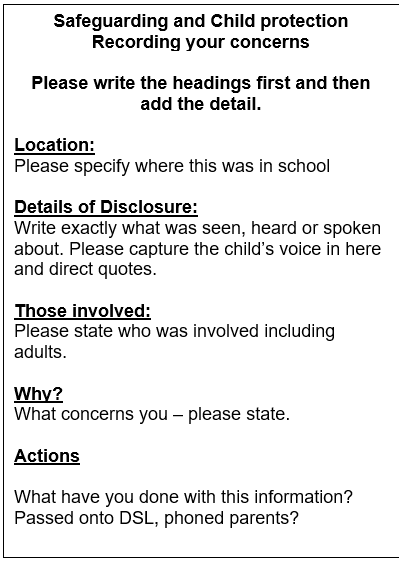 Safeguarding and Child protection
Recording your concerns
Please write the headings first and then
add the detail.
Location:
Please specify where this was in school
Details of Disclosure:
Write exactly what was seen, heard or spoken
about. Please capture the child’s voice in here
and direct quotes.
Those involved:
Please state who was involved including
adults.
Why?
What concerns you – please state.
Actions
What have you done with this information?
Passed onto DSL, phoned parents?